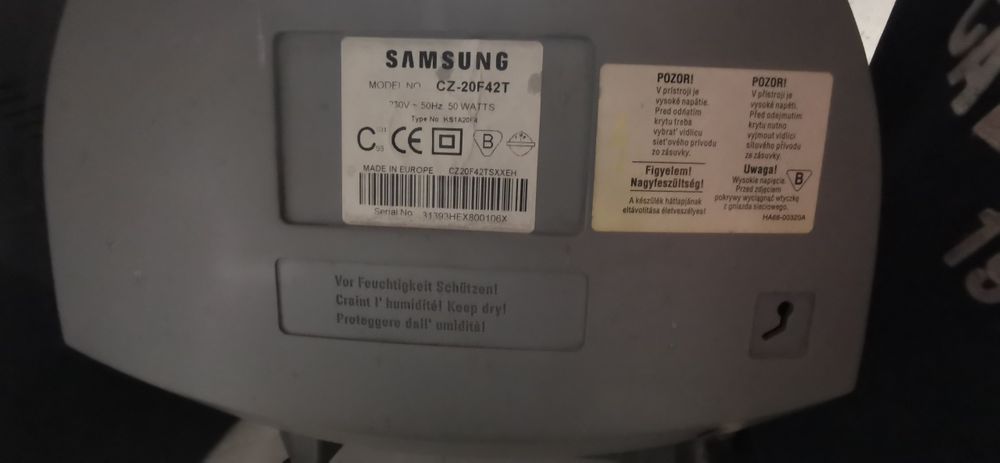 SAMSUNG
MODEL NO. CZ-20F42T
230V ~ 50Hz 50 WATTS
Type No KS1A20F4
CE B
MADE IN EUROPE CZ20F42TSXXEH
Serial No. 31393HEX800106X
POZOR!
V prístroji je
vysoké napätie.
Pred odňatím
krytu treba
vybrať vidlicu
sieťového prívodu
zo zásuvky.
Figyelem!
Nagyfeszültség!
A készülék hátlapjának
eltávolítása életveszélyes!
POZOR!
V přístroji je
vysoké napětí.
Před odejmutím
krytu nutno
vyjmout vidlici
síťového přívodu
ze zásuvky.
Uwaga!
Wysokie napięcie.
Przed zdjęciem
pokrywy wyciągnąć wtyczkę
z gniazda sieciowego.
B
HA68-00320A
Vor Feuchtigkeit Schützen!
Craint l' humidité! Keep dry!
Proteggere dall' umidità!